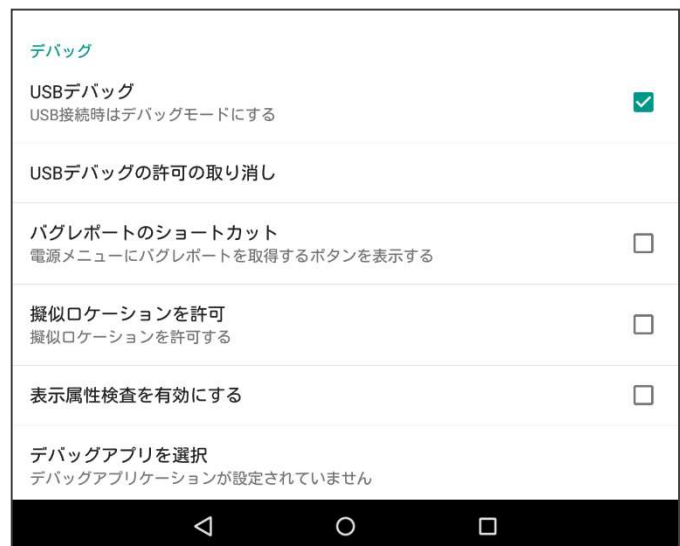 デバッグ
USBデバッグ
USB接続時はデバッグモードにする
USBデバッグの許可の取り消し
バグレポートのショートカット
電源メニューにバグレポートを取得するボタンを表示する
擬似ロケーションを許可
擬似ロケーションを許可する
表示属性検査を有効にする
デバッグアプリを選択
デバッグアプリケーションが設定されていません